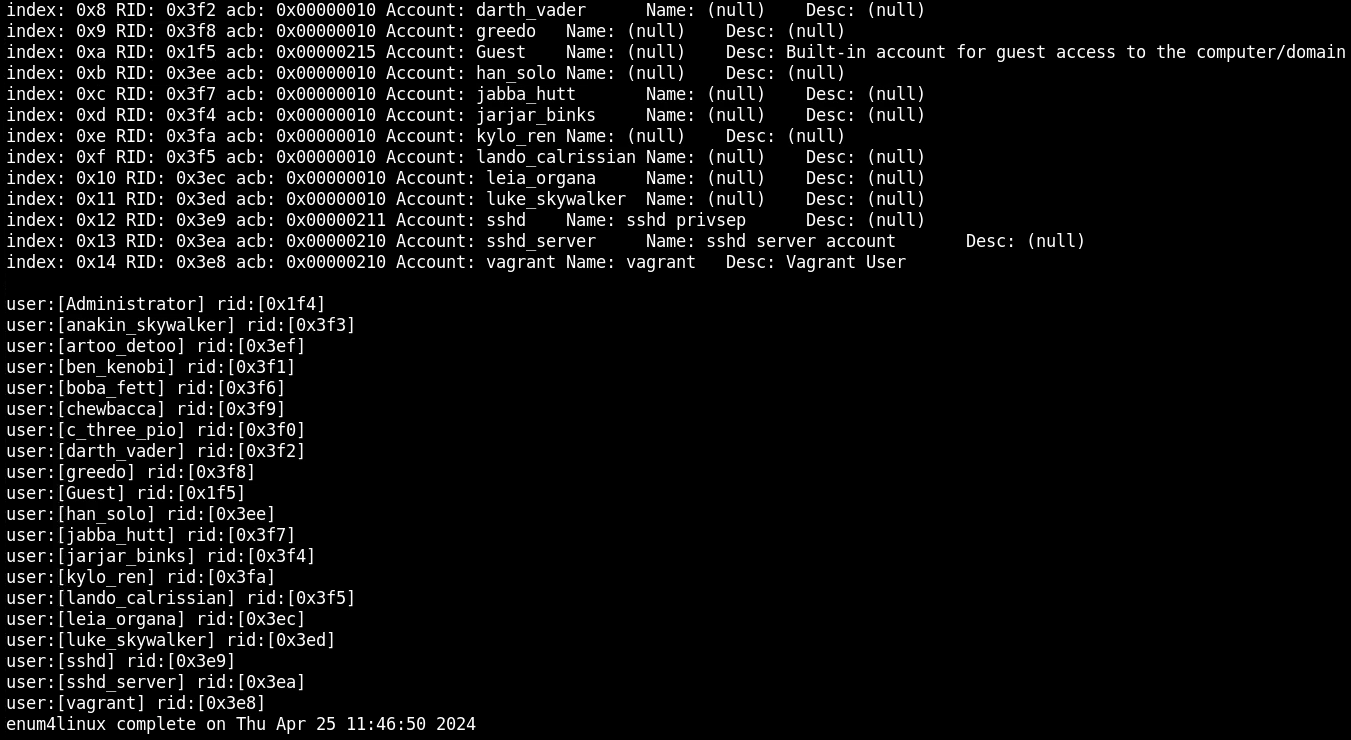 index: 0x8 RID: 0x3f2 acb: 0x00000010 Account: darth_vader      Name: (null)    Desc: (null)
index: 0x9 RID: 0x3f8 acb: 0x00000010 Account: greedo   Name: (null)    Desc: (null)
index: 0xa RID: 0x1f5 acb: 0x00000215 Account: Guest    Name: (null)    Desc: Built-in account for guest access to the computer/domain
index: 0xb RID: 0x3ee acb: 0x00000010 Account: han_solo Name: (null)    Desc: (null)
index: 0xc RID: 0x3f7 acb: 0x00000010 Account: jabba_hutt       Name: (null)    Desc: (null)
index: 0xd RID: 0x3f4 acb: 0x00000010 Account: jarjar_binks     Name: (null)    Desc: (null)
index: 0xe RID: 0x3fa acb: 0x00000010 Account: kylo_ren Name: (null)    Desc: (null)
index: 0xf RID: 0x3f5 acb: 0x00000010 Account: lando_calrissian Name: (null)    Desc: (null)
index: 0x10 RID: 0x3ec acb: 0x00000010 Account: leia_organa     Name: (null)    Desc: (null)
index: 0x11 RID: 0x3ed acb: 0x00000010 Account: luke_skywalker  Name: (null)    Desc: (null)
index: 0x12 RID: 0x3e9 acb: 0x00000211 Account: sshd    Name: sshd privsep      Desc: (null)
index: 0x13 RID: 0x3ea acb: 0x00000210 Account: sshd_server     Name: sshd server account       Desc: (null)
index: 0x14 RID: 0x3e8 acb: 0x00000210 Account: vagrant Name: vagrant   Desc: Vagrant User

user:[Administrator] rid:[0x1f4]
user:[anakin_skywalker] rid:[0x3f3]
user:[artoo_detoo] rid:[0x3ef]
user:[ben_kenobi] rid:[0x3f1]
user:[boba_fett] rid:[0x3f6]
user:[chewbacca] rid:[0x3f9]
user:[c_three_pio] rid:[0x3f0]
user:[darth_vader] rid:[0x3f2]
user:[greedo] rid:[0x3f8]
user:[Guest] rid:[0x1f5]
user:[han_solo] rid:[0x3ee]
user:[jabba_hutt] rid:[0x3f7]
user:[jarjar_binks] rid:[0x3f4]
user:[kylo_ren] rid:[0x3fa]
user:[lando_calrissian] rid:[0x3f5]
user:[leia_organa] rid:[0x3ec]
user:[luke_skywalker] rid:[0x3ed]
user:[sshd] rid:[0x3e9]
user:[sshd_server] rid:[0x3ea]
user:[vagrant] rid:[0x3e8]
enum4linux complete on Thu Apr 25 11:46:50 2024